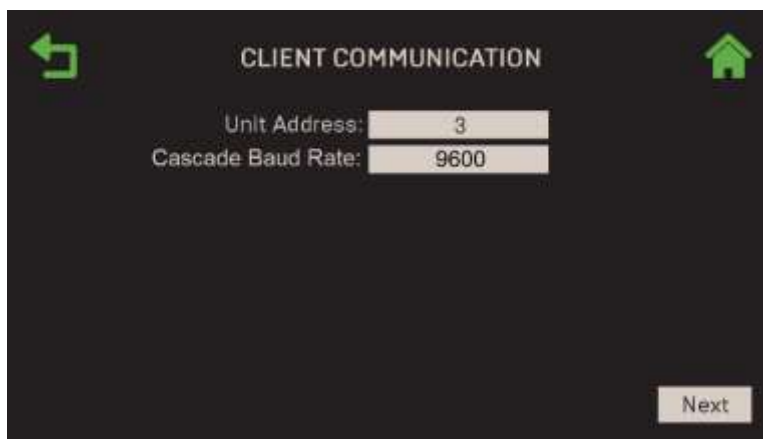 CLIENT COMMUNICATION
Unit Address: 3
Cascade Baud Rate: 9600
Next